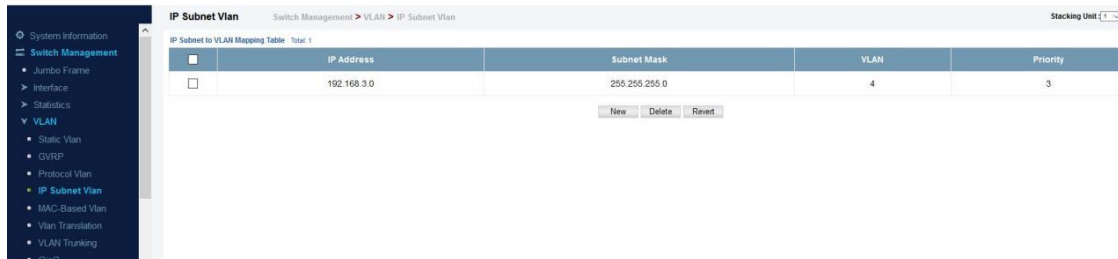 IP Subnet Vlan
Switch Management > VLAN > IP Subnet Vlan
Stacking Unit : 1
System Information
Switch Management
Jumbo Frame
Interface
Statistics
VLAN
Static Vlan
GVRP
Protocol Vlan
IP Subnet Vlan
MAC-Based Vlan
Vlan Translation
VLAN Trunking
IP Subnet to VLAN Mapping Table Total: 1
IP Address Subnet Mask VLAN Priority
192.168.3.0 255.255.255.0 4 3
New Delete Revert